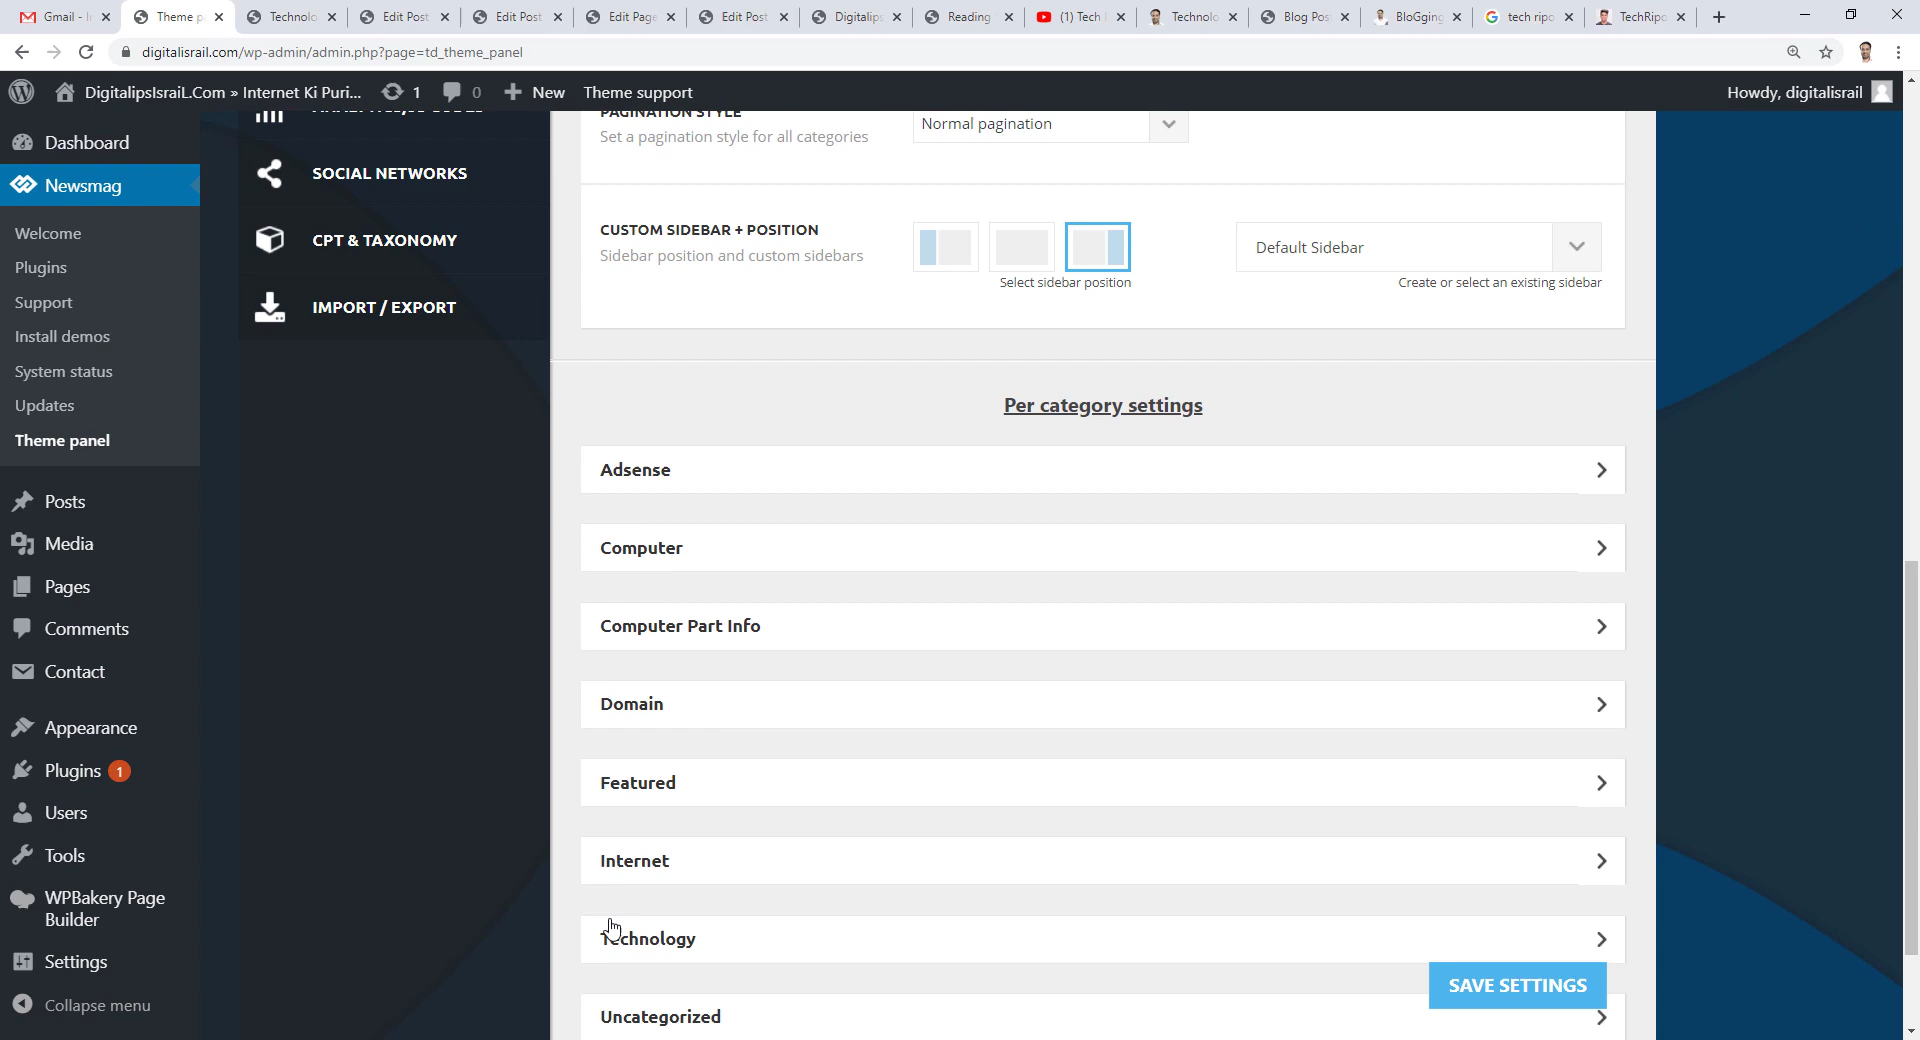 Gmail - I
Theme p
Technolo
Edit Post
Edit Post
Edit Page
Edit Post
Digitalips
Reading
(1) Tech
Technolo
Blog Pos
BloGging
tech ripo
TechRipo
digitalisrail.com/wp-admin/admin.php?page=td_theme_panel
DigitalipsIsraiL.Com » Internet Ki Puri...
1
0
New
Theme support
Howdy, digitalisrail
Dashboard
Newsmag
Welcome
Plugins
Support
Install demos
System status
Updates
Theme panel
Posts
Media
Pages
Comments
Contact
Appearance
Plugins 1
Users
Tools
WPBakery Page
Builder
Settings
Collapse menu
SOCIAL NETWORKS
CPT & TAXONOMY
IMPORT / EXPORT
PAGINATION STYLE
Set a pagination style for all categories
Normal pagination
CUSTOM SIDEBAR + POSITION
Sidebar position and custom sidebars
Select sidebar position
Default Sidebar
Create or select an existing sidebar
Per category settings
Adsense
Computer
Computer Part Info
Domain
Featured
Internet
Technology
SAVE SETTINGS
Uncategorized